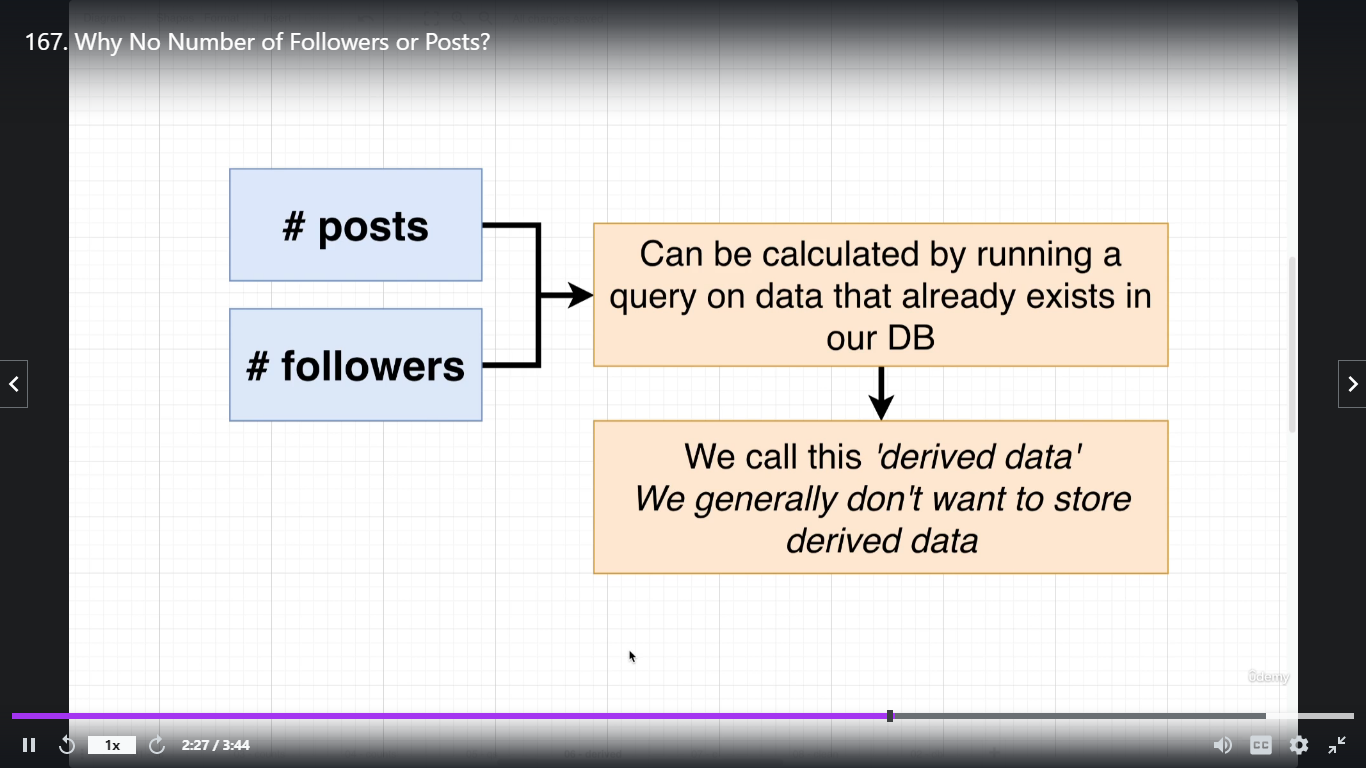 167. Why No Number of Followers or Posts?
# posts
# followers
Can be calculated by running a
query on data that already exists in
our DB
We call this 'derived data'
We generally don't want to store
derived data
ûdemy
1x
2:27 / 3:44
CC